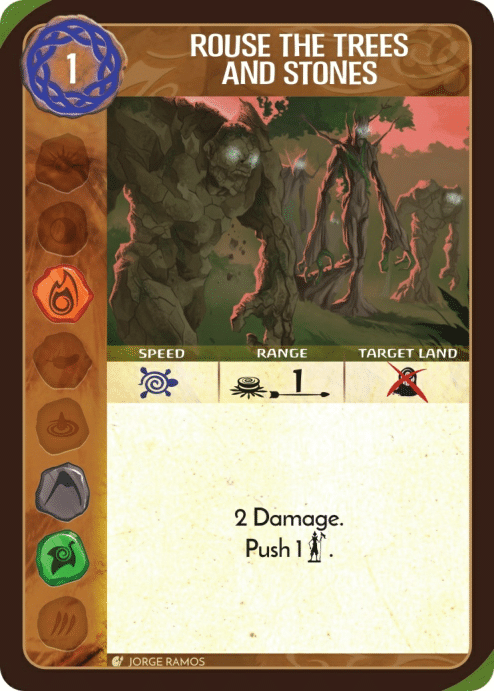 1
ROUSE THE TREES
AND STONES
SPEED RANGE TARGET LAND
1
2 Damage.
Push 1 .
JORGE RAMOS